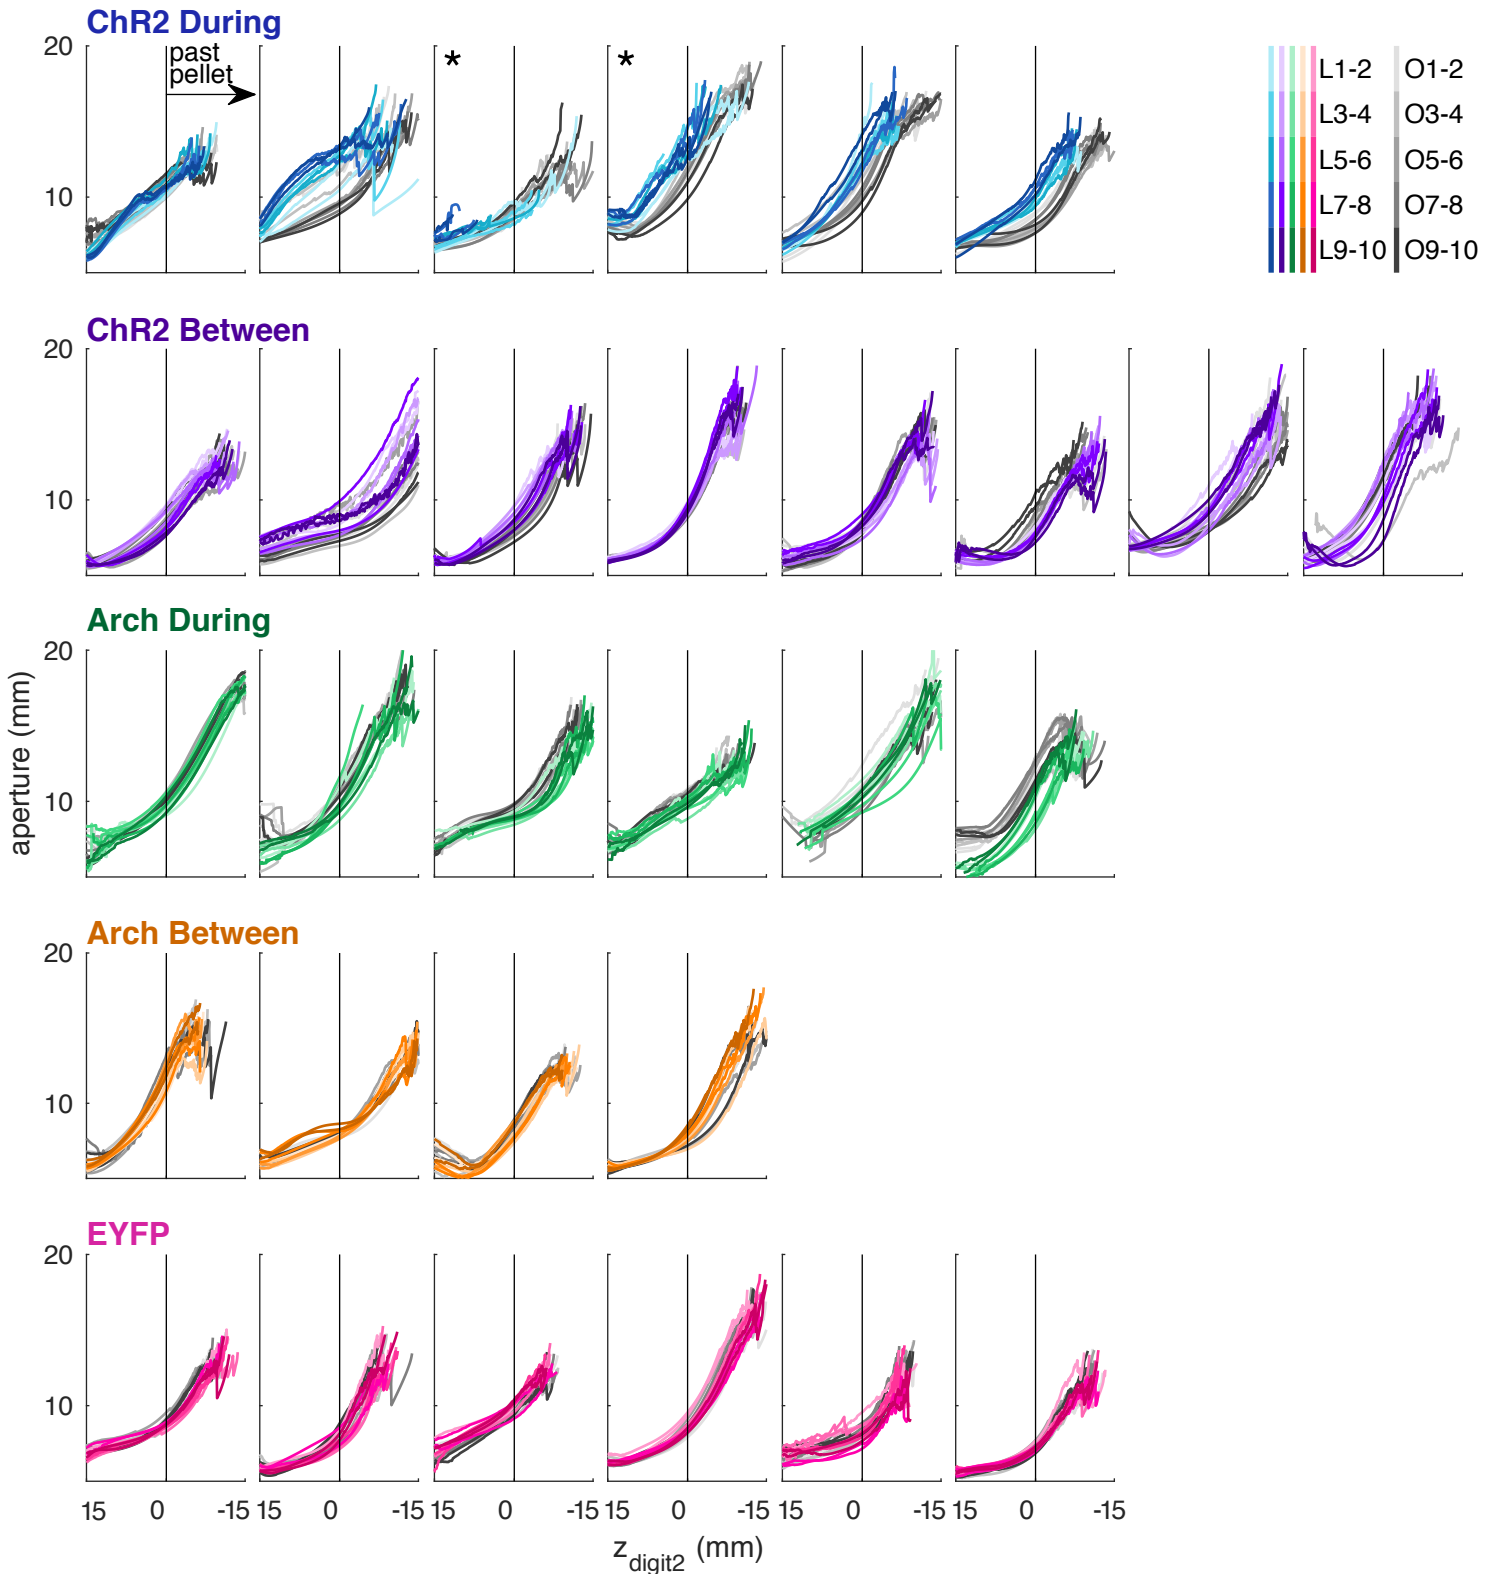 ChR2 During
20
past
pellet
*
*
10
L1-2
O1-2
L3-4
O3-4
L5-6
O5-6
L7-8
O7-8
L9-10
O9-10
ChR2 Between
20
10
Arch During
20
10
aperture (mm)
Arch Between
20
10
EYFP
20
10
15 0 -15 15 0 -15 15 0 -15 15 0 -15 15 0 -15 15 0 -15
z_digit2 (mm)